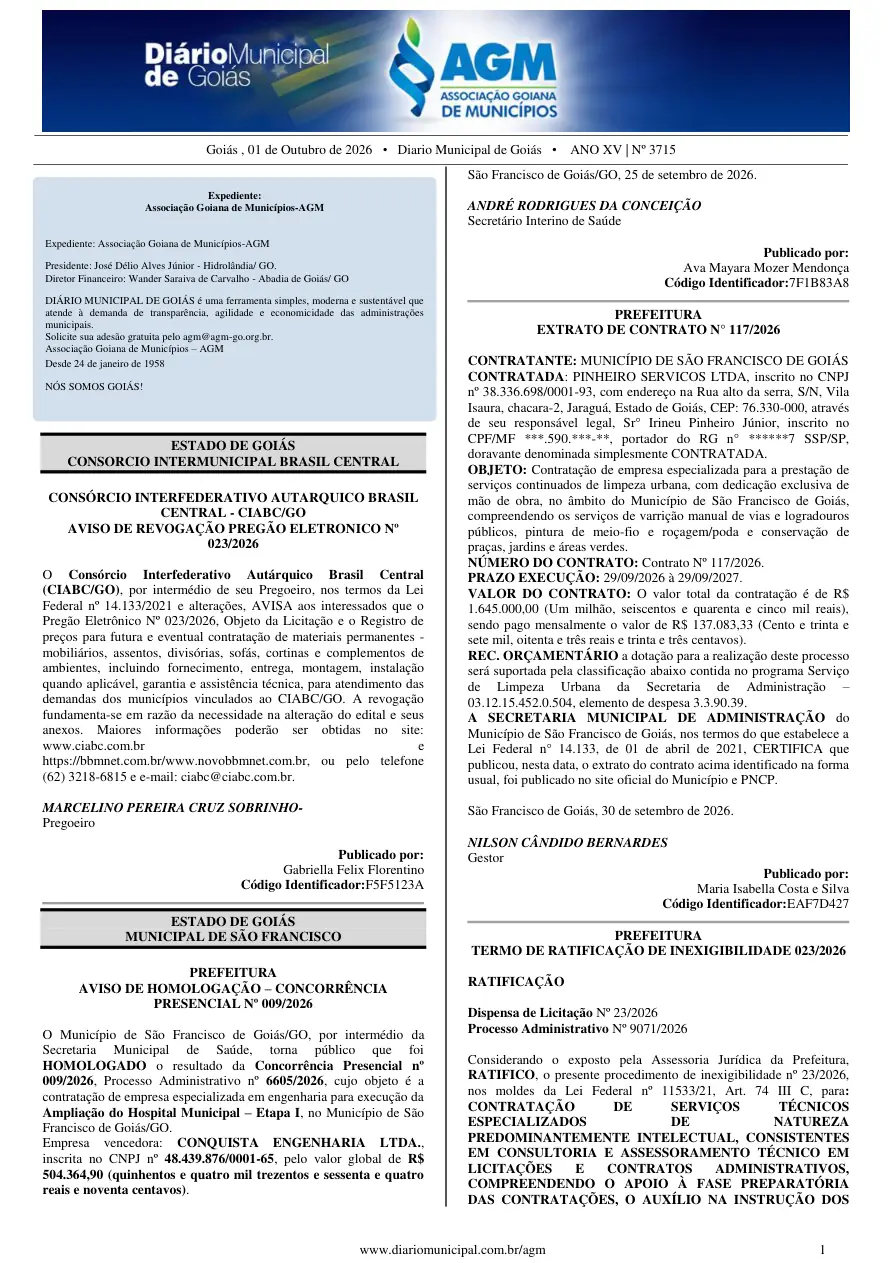 Diário Municipal
de Goiás
AGM
ASSOCIAÇÃO GOIANA
DE MUNICÍPIOS
Goiás , 01 de Outubro de 2026 • Diario Municipal de Goiás • ANO XV | Nº 3715
Expediente:
Associação Goiana de Municípios-AGM
Expediente: Associação Goiana de Municípios-AGM
Presidente: José Délio Alves Júnior - Hidrolândia/ GO.
Diretor Financeiro: Wander Saraiva de Carvalho - Abadia de Goiás/ GO
DIÁRIO MUNICIPAL DE GOIÁS é uma ferramenta simples, moderna e sustentável que
atende à demanda de transparência, agilidade e economicidade das administrações
municipais.
Solicite sua adesão gratuita pelo agm@agm-go.org.br.
Associação Goiana de Municípios – AGM
Desde 24 de janeiro de 1958
NÓS SOMOS GOIÁS!
ESTADO DE GOIÁS
CONSORCIO INTERMUNICIPAL BRASIL CENTRAL
CONSÓRCIO INTERFEDERATIVO AUTARQUICO BRASIL
CENTRAL - CIABC/GO
AVISO DE REVOGAÇÃO PREGÃO ELETRONICO Nº
023/2026
O Consórcio Interfederativo Autárquico Brasil Central
(CIABC/GO), por intermédio de seu Pregoeiro, nos termos da Lei
Federal nº 14.133/2021 e alterações, AVISA aos interessados que o
Pregão Eletrônico Nº 023/2026, Objeto da Licitação e o Registro de
preços para futura e eventual contratação de materiais permanentes -
mobiliários, assentos, divisórias, sofás, cortinas e complementos de
ambientes, incluindo fornecimento, entrega, montagem, instalação
quando aplicável, garantia e assistência técnica, para atendimento das
demandas dos municípios vinculados ao CIABC/GO. A revogação
fundamenta-se em razão da necessidade na alteração do edital e seus
anexos. Maiores informações poderão ser obtidas no site:
www.ciabc.com.br e
https://bbmnet.com.br/www.novobbmnet.com.br, ou pelo telefone
(62) 3218-6815 e e-mail: ciabc@ciabc.com.br.
MARCELINO PEREIRA CRUZ SOBRINHO-
Pregoeiro
Publicado por:
Gabriella Felix Florentino
Código Identificador:F5F5123A
ESTADO DE GOIÁS
MUNICIPAL DE SÃO FRANCISCO
PREFEITURA
AVISO DE HOMOLOGAÇÃO – CONCORRÊNCIA
PRESENCIAL Nº 009/2026
O Município de São Francisco de Goiás/GO, por intermédio da
Secretaria Municipal de Saúde, torna público que foi
HOMOLOGADO o resultado da Concorrência Presencial nº
009/2026, Processo Administrativo nº 6605/2026, cujo objeto é a
contratação de empresa especializada em engenharia para execução da
Ampliação do Hospital Municipal – Etapa I, no Município de São
Francisco de Goiás/GO.
Empresa vencedora: CONQUISTA ENGENHARIA LTDA.,
inscrita no CNPJ nº 48.439.876/0001-65, pelo valor global de R$
504.364,90 (quinhentos e quatro mil trezentos e sessenta e quatro
reais e noventa centavos).
São Francisco de Goiás/GO, 25 de setembro de 2026.
ANDRÉ RODRIGUES DA CONCEIÇÃO
Secretário Interino de Saúde
Publicado por:
Ava Mayara Mozer Mendonça
Código Identificador:7F1B83A8
PREFEITURA
EXTRATO DE CONTRATO N° 117/2026
CONTRATANTE: MUNICÍPIO DE SÃO FRANCISCO DE GOIÁS
CONTRATADA: PINHEIRO SERVICOS LTDA, inscrito no CNPJ
nº 38.336.698/0001-93, com endereço na Rua alto da serra, S/N, Vila
Isaura, chacara-2, Jaraguá, Estado de Goiás, CEP: 76.330-000, através
de seu responsável legal, Sr° Irineu Pinheiro Júnior, inscrito no
CPF/MF ***.590.***-**, portador do RG n° ******7 SSP/SP,
doravante denominada simplesmente CONTRATADA.
OBJETO: Contratação de empresa especializada para a prestação de
serviços continuados de limpeza urbana, com dedicação exclusiva de
mão de obra, no âmbito do Município de São Francisco de Goiás,
compreendendo os serviços de varrição manual de vias e logradouros
públicos, pintura de meio-fio e roçagem/poda e conservação de
praças, jardins e áreas verdes.
NÚMERO DO CONTRATO: Contrato Nº 117/2026.
PRAZO EXECUÇÃO: 29/09/2026 à 29/09/2027.
VALOR DO CONTRATO: O valor total da contratação é de R$
1.645.000,00 (Um milhão, seiscentos e quarenta e cinco mil reais),
sendo pago mensalmente o valor de R$ 137.083,33 (Cento e trinta e
sete mil, oitenta e três reais e trinta e três centavos).
REC. ORÇAMENTÁRIO a dotação para a realização deste processo
será suportada pela classificação abaixo contida no programa Serviço
de Limpeza Urbana da Secretaria de Administração –
03.12.15.452.0.504, elemento de despesa 3.3.90.39.
A SECRETARIA MUNICIPAL DE ADMINISTRAÇÃO do
Município de São Francisco de Goiás, nos termos do que estabelece a
Lei Federal n° 14.133, de 01 de abril de 2021, CERTIFICA que
publicou, nesta data, o extrato do contrato acima identificado na forma
usual, foi publicado no site oficial do Município e PNCP.
São Francisco de Goiás, 30 de setembro de 2026.
NILSON CÂNDIDO BERNARDES
Gestor
Publicado por:
Maria Isabella Costa e Silva
Código Identificador:EAF7D427
PREFEITURA
TERMO DE RATIFICAÇÃO DE INEXIGIBILIDADE 023/2026
RATIFICAÇÃO
Dispensa de Licitação Nº 23/2026
Processo Administrativo Nº 9071/2026
Considerando o exposto pela Assessoria Jurídica da Prefeitura,
RATIFICO, o presente procedimento de inexigibilidade nº 23/2026,
nos moldes da Lei Federal nº 11533/21, Art. 74 III C, para:
CONTRATAÇÃO DE SERVIÇOS TÉCNICOS
ESPECIALIZADOS DE NATUREZA
PREDOMINANTEMENTE INTELECTUAL, CONSISTENTES
EM CONSULTORIA E ASSESSORAMENTO TÉCNICO EM
LICITAÇÕES E CONTRATOS ADMINISTRATIVOS,
COMPREENDENDO O APOIO À FASE PREPARATÓRIA
DAS CONTRATAÇÕES, O AUXÍLIO NA INSTRUÇÃO DOS
www.diariomunicipal.com.br/agm 1